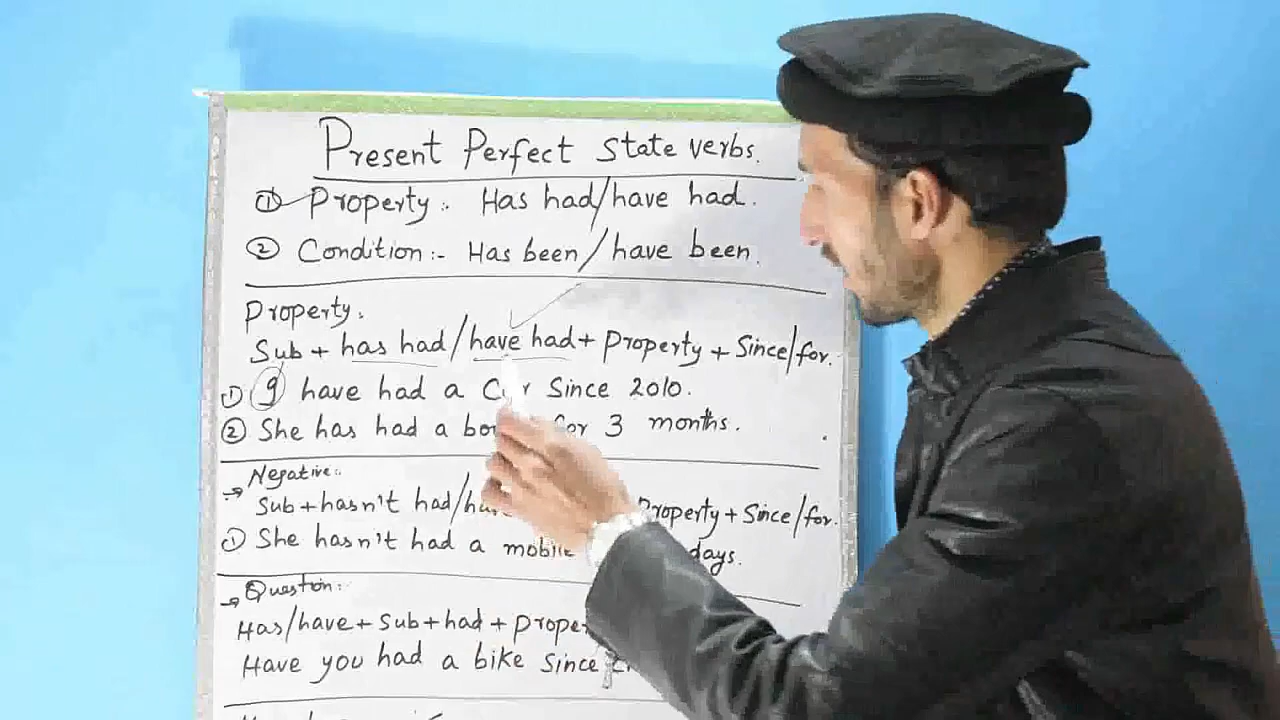 Present Perfect State verbs.
① Property:. Has had/have had.
② Condition:- Has been/have been.
Property:
Sub + has had/have had + Property + Since/for.
① I have had a Car Since 2010.
② She has had a for 3 months.
→ Negative:.
Sub + hasn't had/ Property + Since/for.
① She hasn't had a mobile days.
→ Question:.
Has/have + Sub + had +
Have you had a bike Since